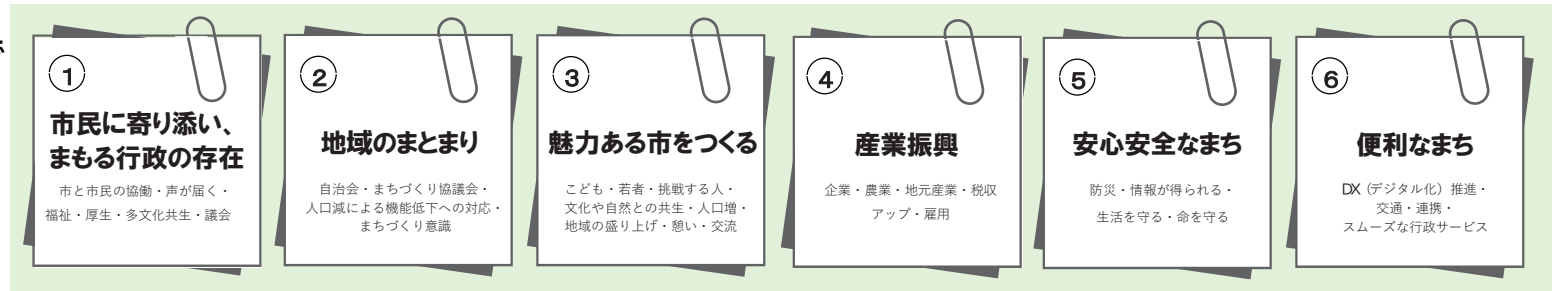 ①
市民に寄り添い、
まもる行政の存在
市と市民の協働・声が届く・
福祉・厚生・多文化共生・議会
②
地域のまとまり
自治会・まちづくり協議会・
人口減による機能低下への対応・
まちづくり意識
③
魅力ある市をつくる
こども・若者・挑戦する人・
文化や自然との共生・人口増・
地域の盛り上げ・憩い・交流
④
産業振興
企業・農業・地元産業・税収
アップ・雇用
⑤
安心安全なまち
防災・情報が得られる・
生活を守る・命を守る
⑥
便利なまち
DX（デジタル化）推進・
交通・連携・
スムーズな行政サービス